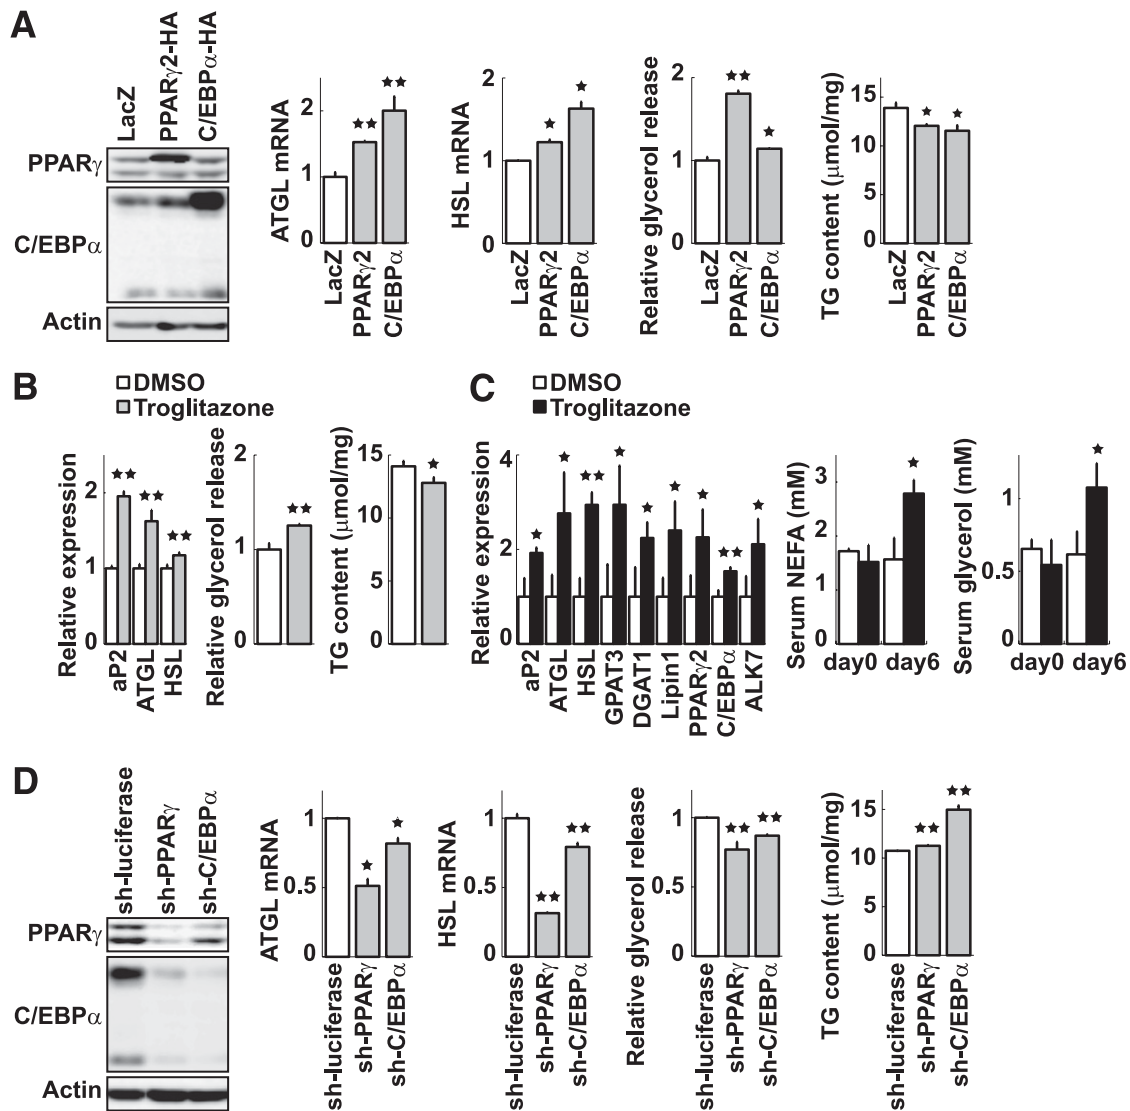 A
LacZ
PPARγ2-HA
C/EBPα-HA
PPARγ
C/EBPα
Actin
ATGL mRNA
2
1
0
★★
★★
LacZ
PPARγ2
C/EBPα
HSL mRNA
2
1
0
★
★
LacZ
PPARγ2
C/EBPα
Relative glycerol release
2
1
0
★★
★
LacZ
PPARγ2
C/EBPα
TG content (μmol/mg)
15
10
5
0
★
★
LacZ
PPARγ2
C/EBPα
B
DMSO
Troglitazone
Relative expression
2
1
0
★★
★★
★★
aP2
ATGL
HSL
Relative glycerol release
2
1
0
★★
TG content (μmol/mg)
15
10
5
0
★
C
DMSO
Troglitazone
Relative expression
4
2
0
★
★
★★
★
★
★
★
★★
★
aP2
ATGL
HSL
GPAT3
DGAT1
Lipin1
PPARγ2
C/EBPα
ALK7
Serum NEFA (mM)
3
2
1
0
★
day0 day6
Serum glycerol (mM)
1
0.5
0
★
day0 day6
D
sh-luciferase
sh-PPARγ
sh-C/EBPα
PPARγ
C/EBPα
Actin
ATGL mRNA
1
0.5
0
★
★
sh-luciferase
sh-PPARγ
sh-C/EBPα
HSL mRNA
1
0.5
0
★★
★★
sh-luciferase
sh-PPARγ
sh-C/EBPα
Relative glycerol release
1
0.5
0
★★
★★
sh-luciferase
sh-PPARγ
sh-C/EBPα
TG content (μmol/mg)
15
10
5
0
★★
★★
sh-luciferase
sh-PPARγ
sh-C/EBPα